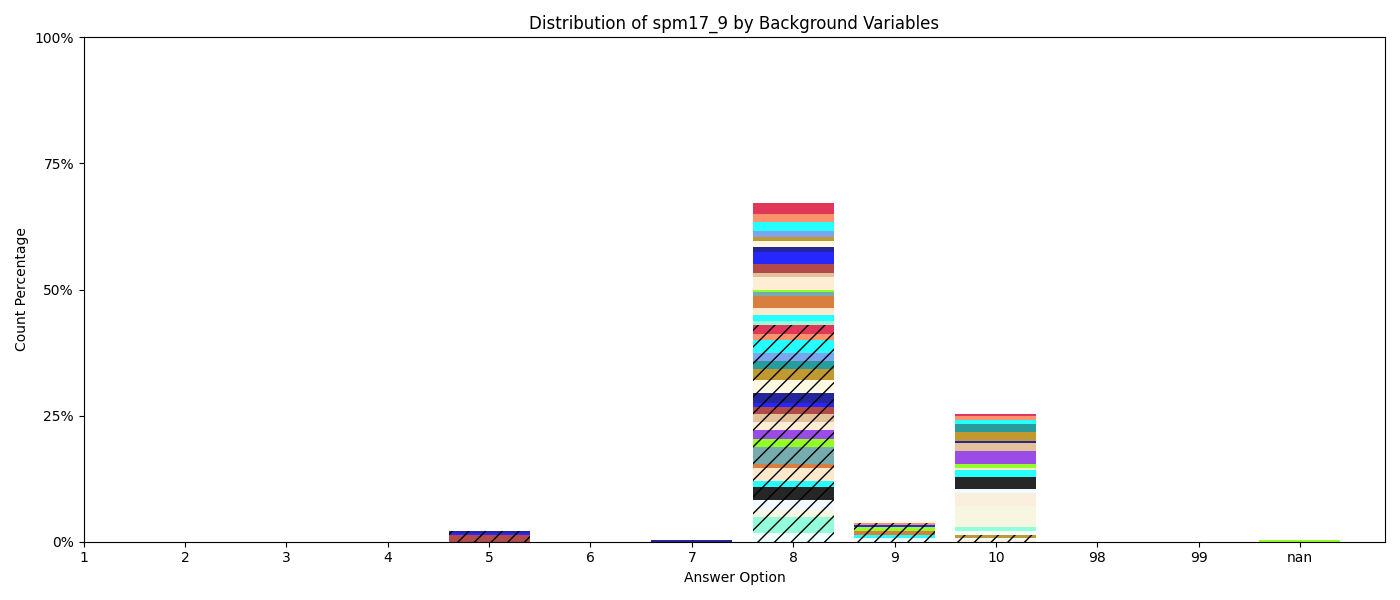 Distribution of spm17_9 by Background Variables
100%
75%
50%
25%
0%
Count Percentage
1 2 3 4 5 6 7 8 9 10 98 99 nan
Answer Option